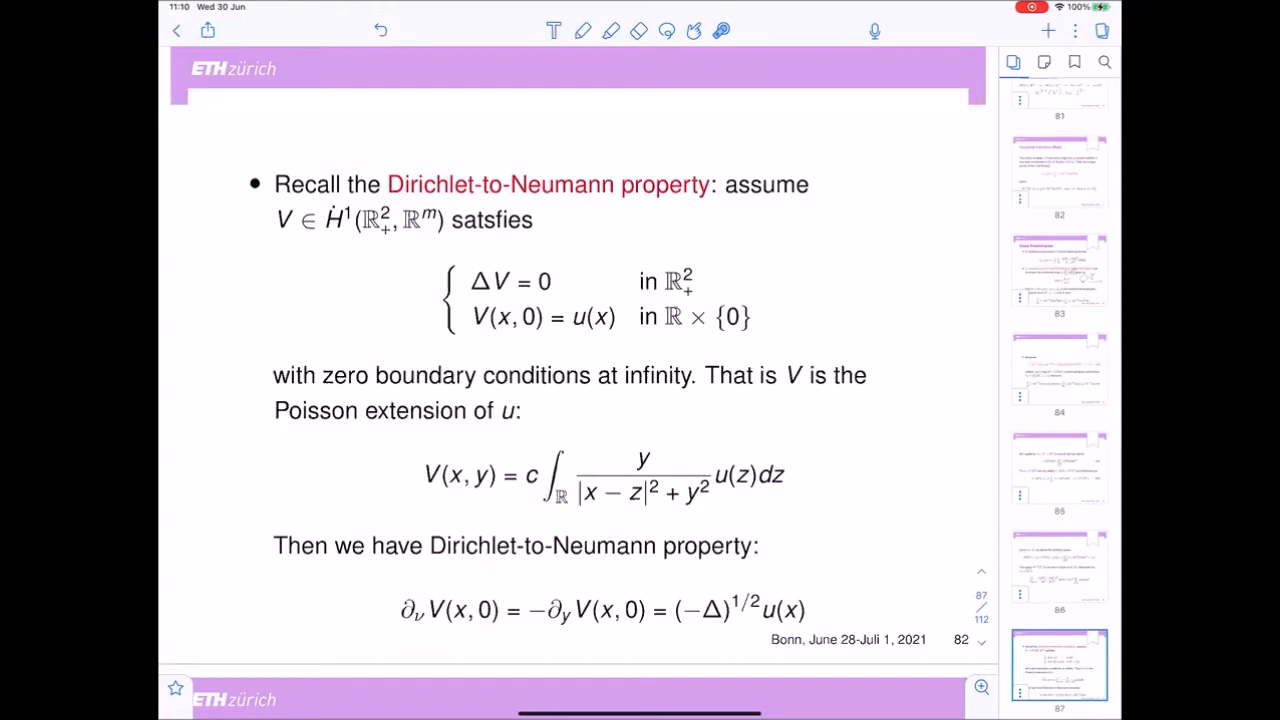 11:10 Wed 30 Jun
100%
ETH zürich
• Recall the Dirichlet-to-Neumann property: assume
V ∈ Ḣ¹(ℝ²₊, ℝᵐ) satsfies
ΔV = 0 in ℝ²₊
V(x, 0) = u(x) in ℝ × {0}
with zero boundary conditions at infinity. That is V is the
Poisson extension of u:
V(x, y) = c ∫_ℝ y / (|x − z|² + y²) u(z)dz
Then we have Dirichlet-to-Neumann property:
∂_ν V(x, 0) = −∂_y V(x, 0) = (−Δ)^{1/2} u(x)
Bonn, June 28-Juli 1, 2021 82
87
/
112
ETH zürich
81
82
83
84
85
86
87